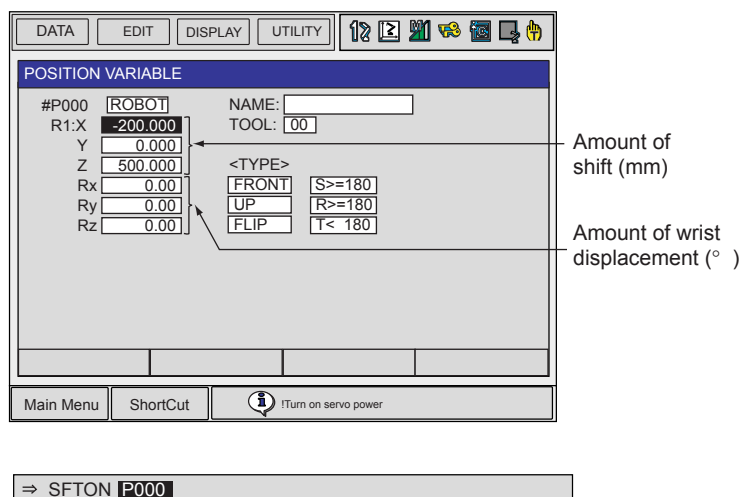 DATA EDIT DISPLAY UTILITY
POSITION VARIABLE
#P000 ROBOT NAME:
R1:X -200.000 TOOL: 00
Y 0.000
Z 500.000 <TYPE>
Rx 0.00 FRONT S>=180
Ry 0.00 UP R>=180
Rz 0.00 FLIP T< 180
Amount of
shift (mm)
Amount of wrist
displacement (° )
Main Menu ShortCut !Turn on servo power
⇒ SFTON P000